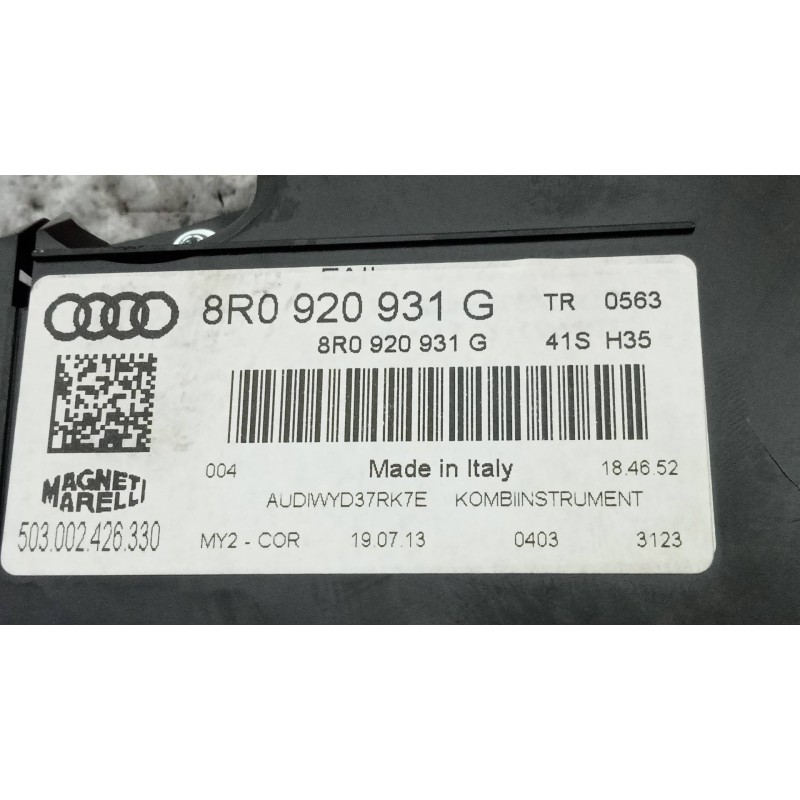 8R0 920 931 G TR 0563
8R0 920 931 G 41S H35
004 Made in Italy 18.46.52
AUDIWYD37RK7E KOMBIINSTRUMENT
MAGNETI
MARELLI
503.002.426.330 MY2 - COR 19.07.13 0403 3123